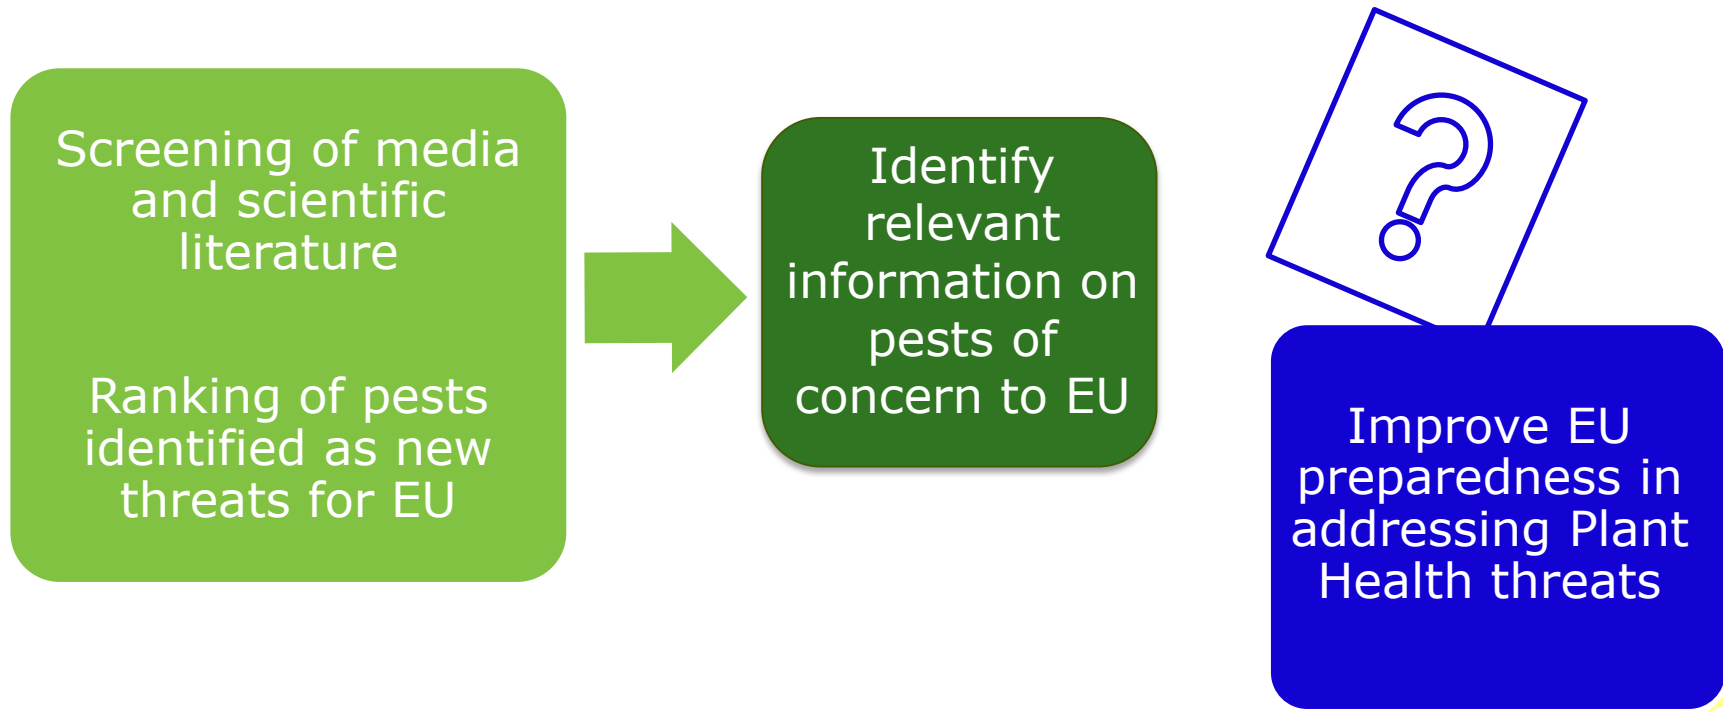 Screening of media
and scientific
literature
Ranking of pests
identified as new
threats for EU
Identify
relevant
information on
pests of
concern to EU
?
Improve EU
preparedness in
addressing Plant
Health threats